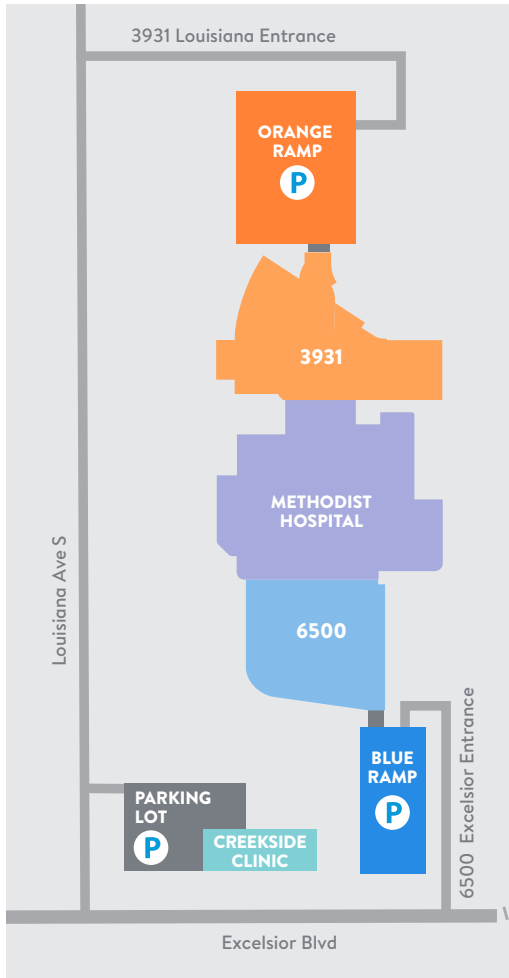 3931 Louisiana Entrance
ORANGE
RAMP
P
3931
METHODIST
HOSPITAL
6500
Louisiana Ave S
BLUE
RAMP
P
6500 Excelsior Entrance
PARKING
LOT
P
CREEKSIDE
CLINIC
Excelsior Blvd